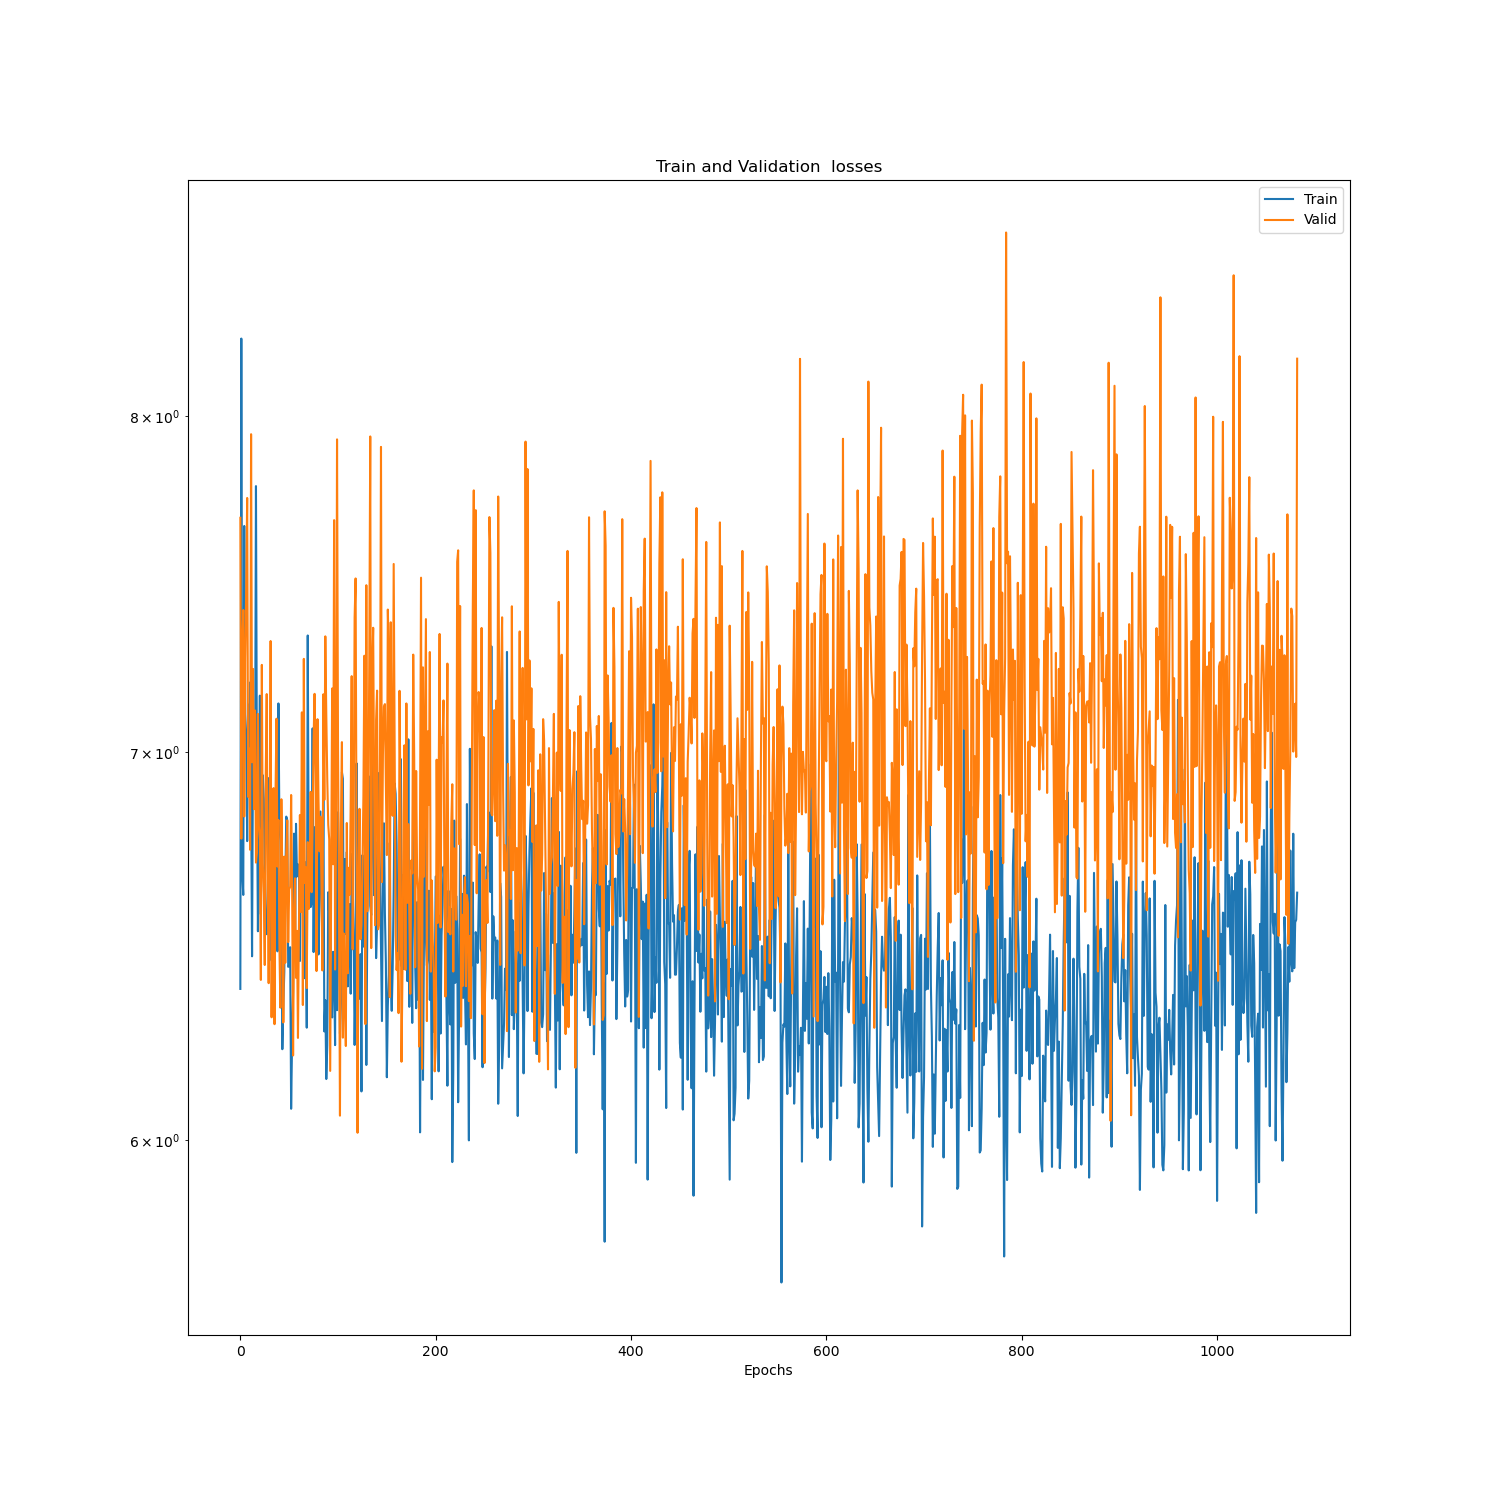 Train and Validation  losses
Train
Valid
8 × 10⁰
7 × 10⁰
6 × 10⁰
0 200 400 600 800 1000
Epochs